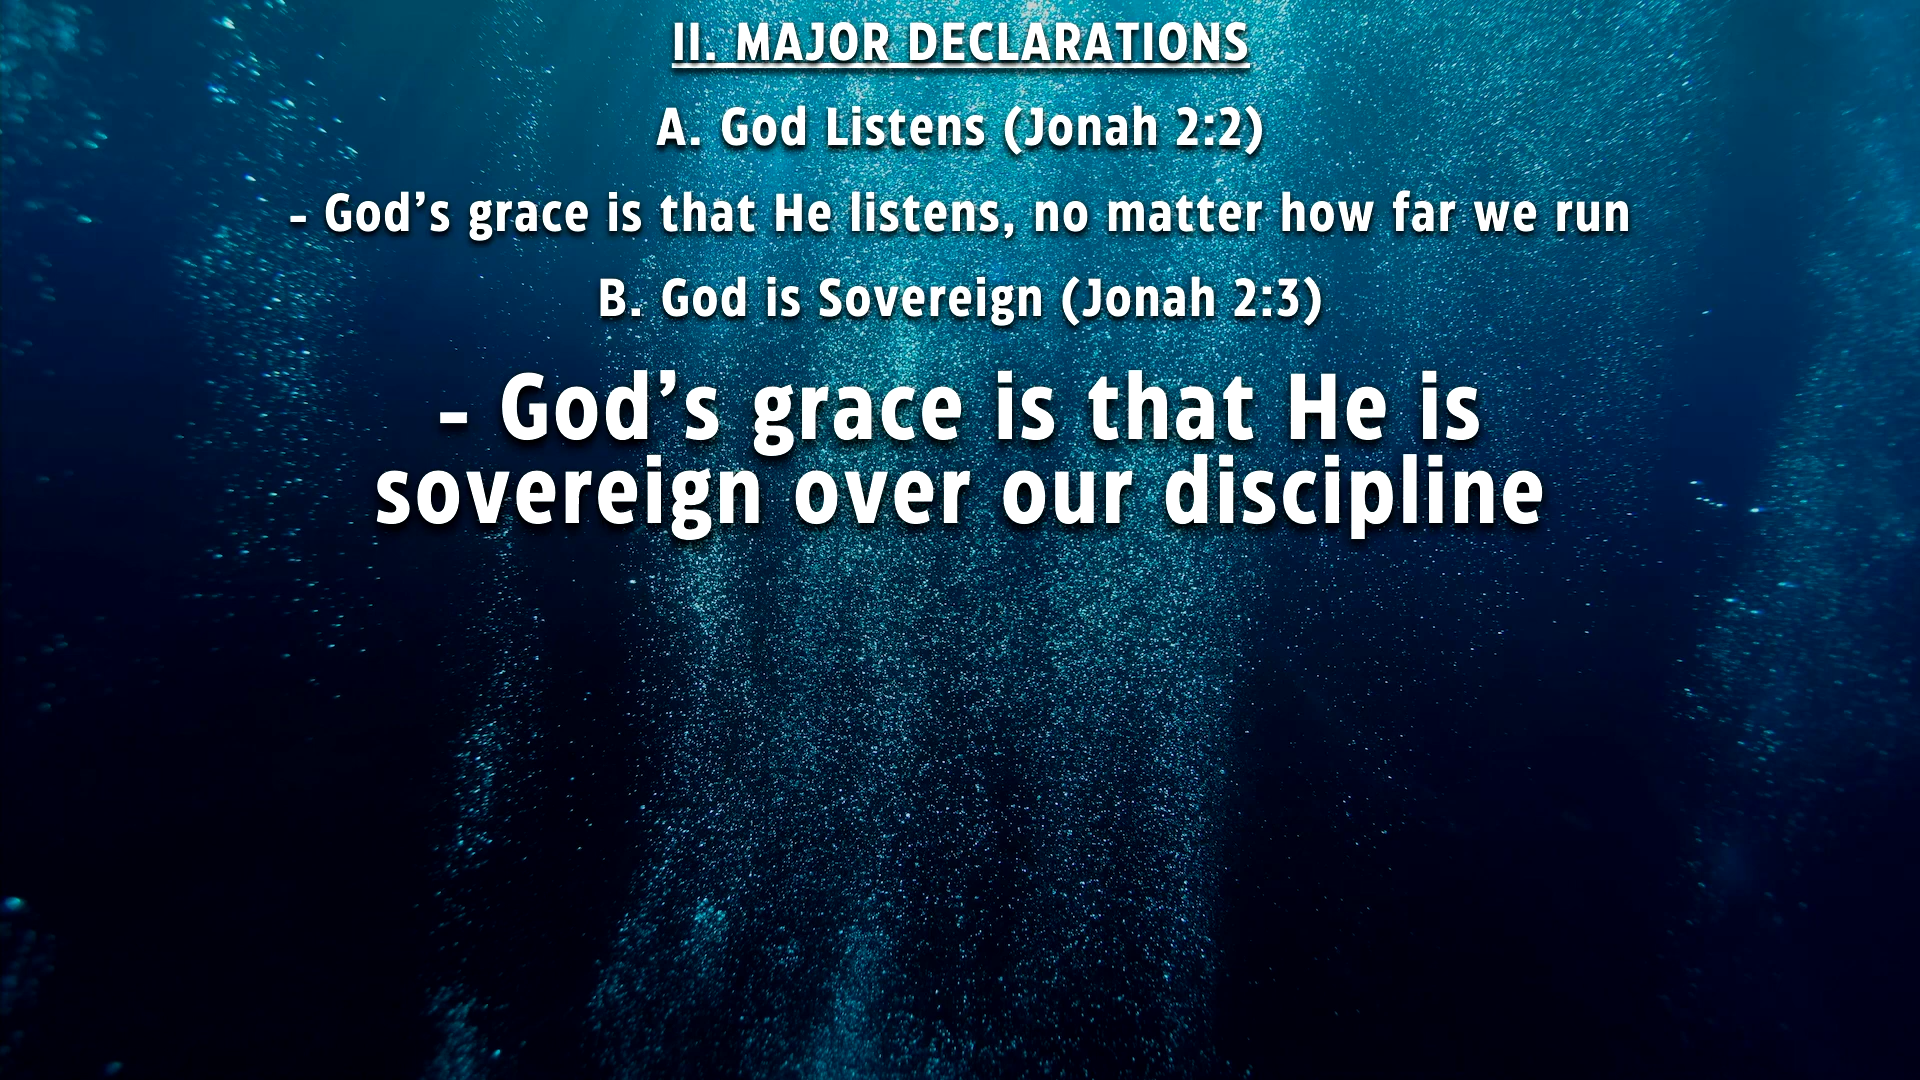 II. MAJOR DECLARATIONS
A. God Listens (Jonah 2:2)
- God’s grace is that He listens, no matter how far we run
B. God is Sovereign (Jonah 2:3)
- God’s grace is that He is
sovereign over our discipline